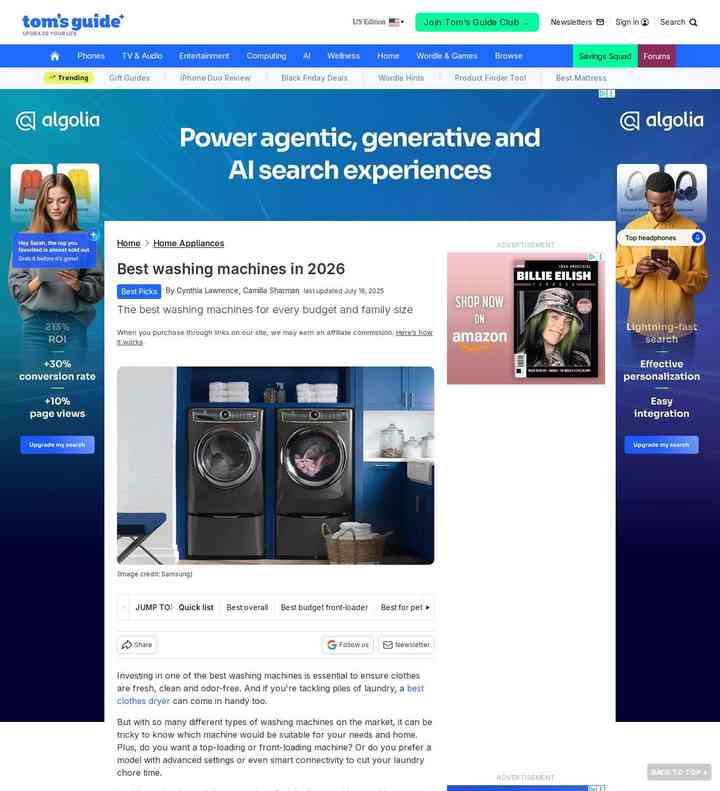 tom's guide
UPGRADE YOUR LIFE
US Edition
Join Tom's Guide Club →
Newsletters
Sign in
Search
Phones TV & Audio Entertainment Computing AI Wellness Home Wordle & Games Browse Savings Squad Forums
Trending Gift Guides iPhone Duo Review Black Friday Deals Wordle Hints Product Finder Tool Best Mattress
algolia
Power agentic, generative and
AI search experiences
algolia
Hey Sarah, the top you
favorited is almost sold out.
Grab it before it's gone!
213%
ROI
+30%
conversion rate
+10%
page views
Upgrade my search
Top headphones
Lightning-fast
search
Effective
personalization
Easy
integration
Upgrade my search
Home > Home Appliances
Best washing machines in 2026
Best Picks By Cynthia Lawrence, Camilla Sharman last updated July 16, 2025
The best washing machines for every budget and family size
When you purchase through links on our site, we may earn an affiliate commission. Here's how
it works.
(Image credit: Samsung)
JUMP TO: Quick list Best overall Best budget front-loader Best for pet
Share
Follow us
Newsletter
Investing in one of the best washing machines is essential to ensure clothes
are fresh, clean and odor-free. And if you're tackling piles of laundry, a best
clothes dryer can come in handy too.
But with so many different types of washing machines on the market, it can be
tricky to know which machine would be suitable for your needs and home.
Plus, do you want a top-loading or front-loading machine? Or do you prefer a
model with advanced settings or even smart connectivity to cut your laundry
chore time.
ADVERTISEMENT
SHOP NOW
ON
amazon
BILLIE EILISH
ADVERTISEMENT
BACK TO TOP